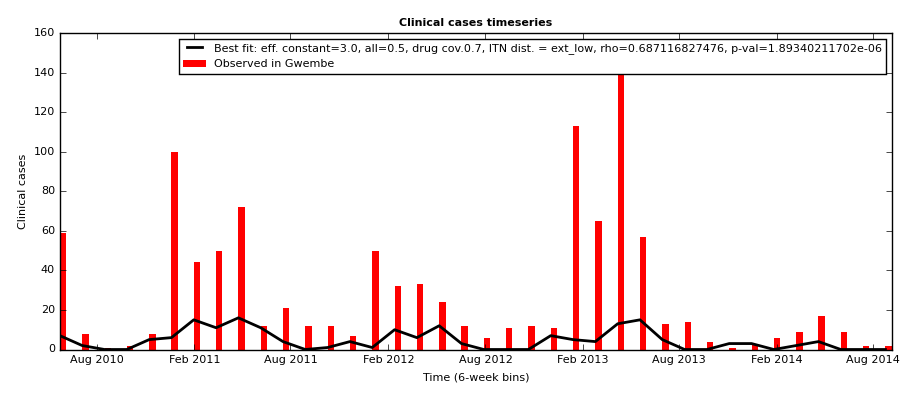 Clinical cases timeseries
Best fit: eff. constant=3.0, all=0.5, drug cov.0.7, ITN dist. = ext_low, rho=0.687116827476, p-val=1.89340211702e-06
Observed in Gwembe
160
140
120
100
80
60
40
20
0
Clinical cases
Aug 2010 Feb 2011 Aug 2011 Feb 2012 Aug 2012 Feb 2013 Aug 2013 Feb 2014 Aug 2014
Time (6-week bins)